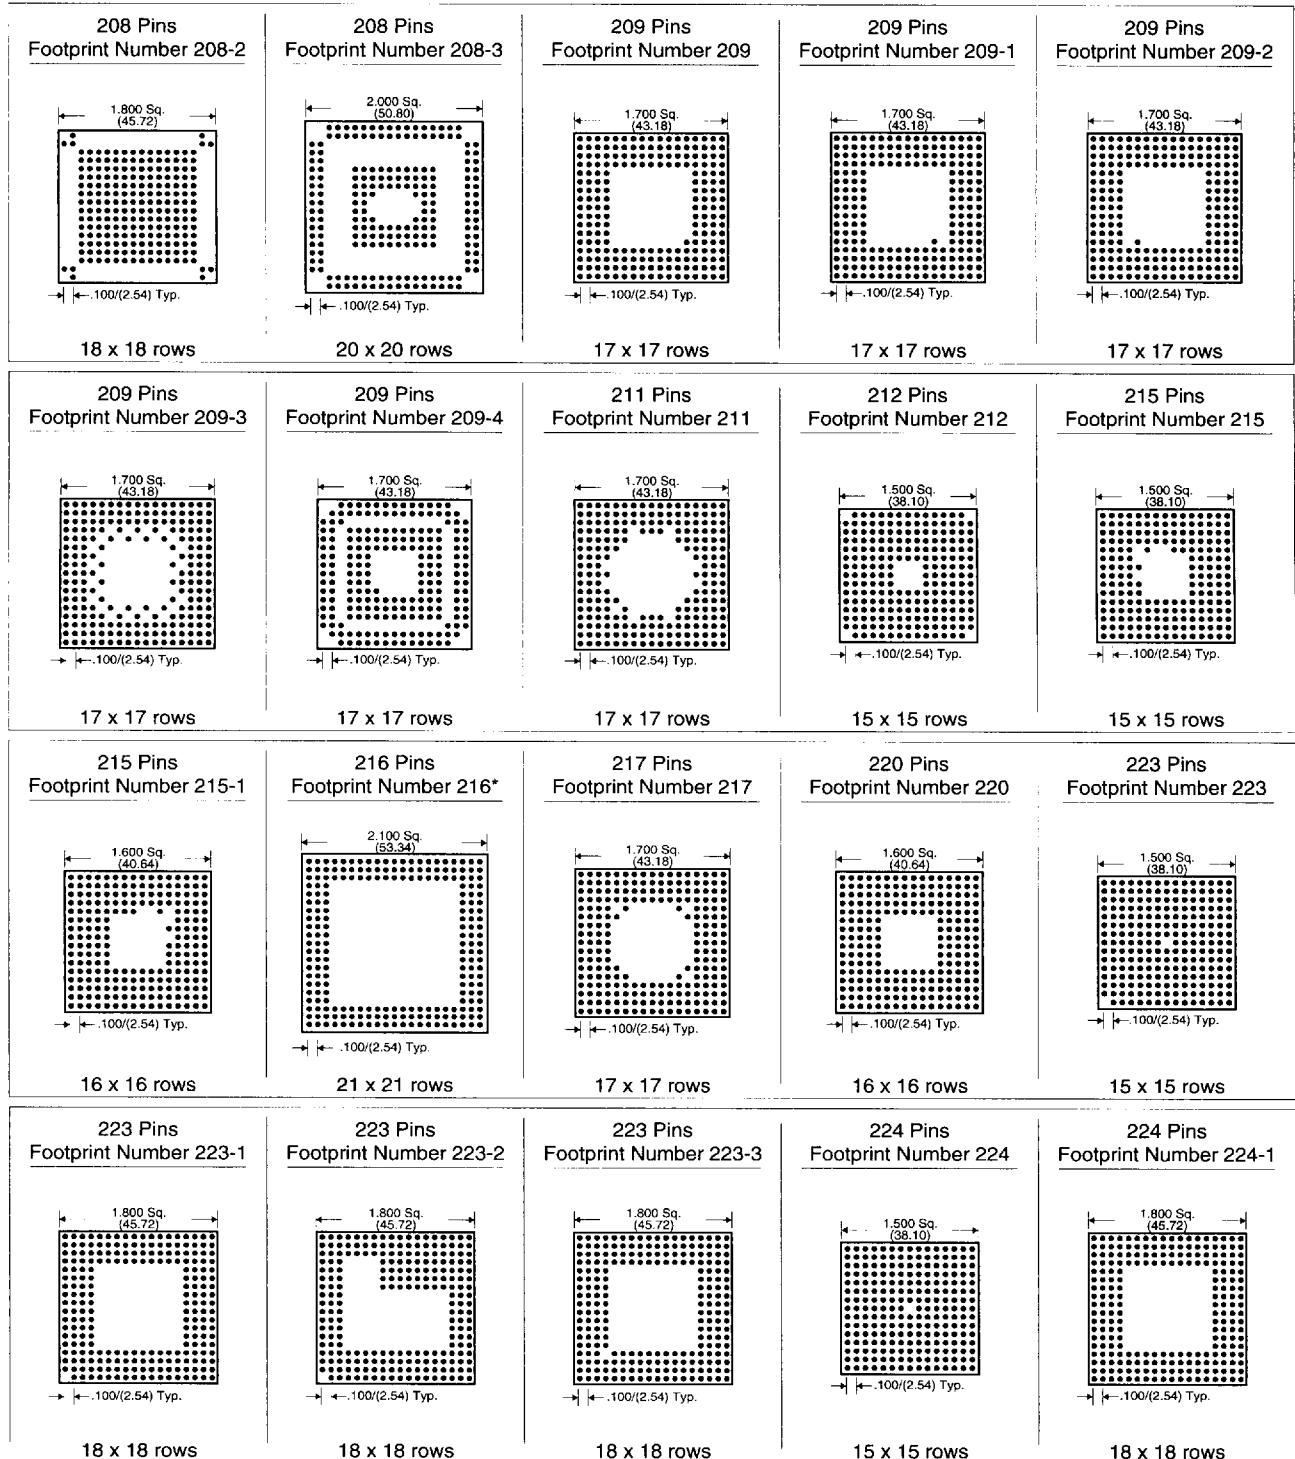 208 Pins
Footprint Number 208-2
1.800 Sq.
(45.72)
.100/(2.54) Typ.
18 x 18 rows
208 Pins
Footprint Number 208-3
2.000 Sq.
(50.80)
.100/(2.54) Typ.
20 x 20 rows
209 Pins
Footprint Number 209
1.700 Sq.
(43.18)
.100/(2.54) Typ.
17 x 17 rows
209 Pins
Footprint Number 209-1
1.700 Sq.
(43.18)
.100/(2.54) Typ.
17 x 17 rows
209 Pins
Footprint Number 209-2
1.700 Sq.
(43.18)
.100/(2.54) Typ.
17 x 17 rows
209 Pins
Footprint Number 209-3
1.700 Sq.
(43.18)
.100/(2.54) Typ.
17 x 17 rows
209 Pins
Footprint Number 209-4
1.700 Sq.
(43.18)
.100/(2.54) Typ.
17 x 17 rows
211 Pins
Footprint Number 211
1.700 Sq.
(43.18)
.100/(2.54) Typ.
17 x 17 rows
212 Pins
Footprint Number 212
1.500 Sq.
(38.10)
.100/(2.54) Typ.
15 x 15 rows
215 Pins
Footprint Number 215
1.500 Sq.
(38.10)
.100/(2.54) Typ.
15 x 15 rows
215 Pins
Footprint Number 215-1
1.600 Sq.
(40.64)
.100/(2.54) Typ.
16 x 16 rows
216 Pins
Footprint Number 216*
2.100 Sq.
(53.34)
.100/(2.54) Typ.
21 x 21 rows
217 Pins
Footprint Number 217
1.700 Sq.
(43.18)
.100/(2.54) Typ.
17 x 17 rows
220 Pins
Footprint Number 220
1.600 Sq.
(40.64)
.100/(2.54) Typ.
16 x 16 rows
223 Pins
Footprint Number 223
1.500 Sq.
(38.10)
.100/(2.54) Typ.
15 x 15 rows
223 Pins
Footprint Number 223-1
1.800 Sq.
(45.72)
.100/(2.54) Typ.
18 x 18 rows
223 Pins
Footprint Number 223-2
1.800 Sq.
(45.72)
.100/(2.54) Typ.
18 x 18 rows
223 Pins
Footprint Number 223-3
1.800 Sq.
(45.72)
.100/(2.54) Typ.
18 x 18 rows
224 Pins
Footprint Number 224
1.500 Sq.
(38.10)
.100/(2.54) Typ.
15 x 15 rows
224 Pins
Footprint Number 224-1
1.800 Sq.
(45.72)
.100/(2.54) Typ.
18 x 18 rows